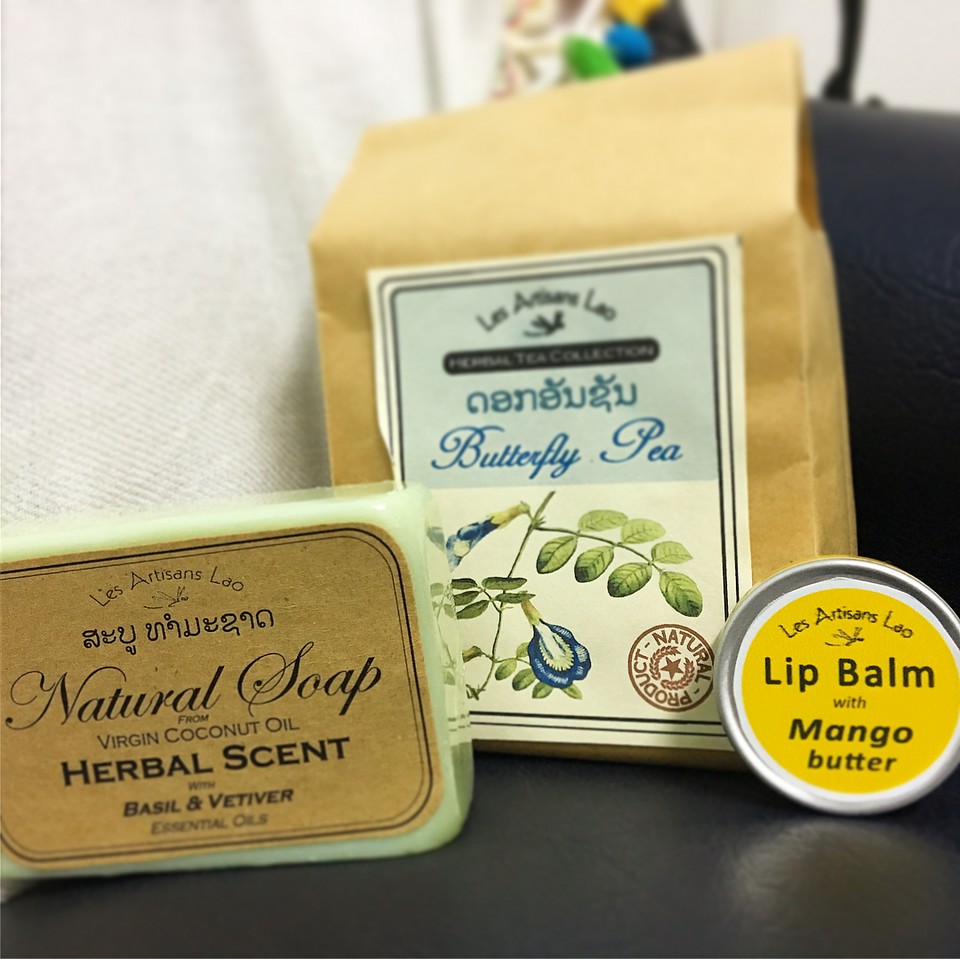 Les Artisans Lao
ສະບູ ທຳມະຊາດ
Natural Soap
FROM
VIRGIN COCONUT OIL
HERBAL SCENT
WITH
BASIL & VETIVER
ESSENTIAL OILS
Les Artisans Lao
HERBAL TEA COLLECTION
ດອກອັນຊັນ
Butterfly Pea
NATURAL
PRODUCT
Les Artisans Lao
Lip Balm
with
Mango
butter